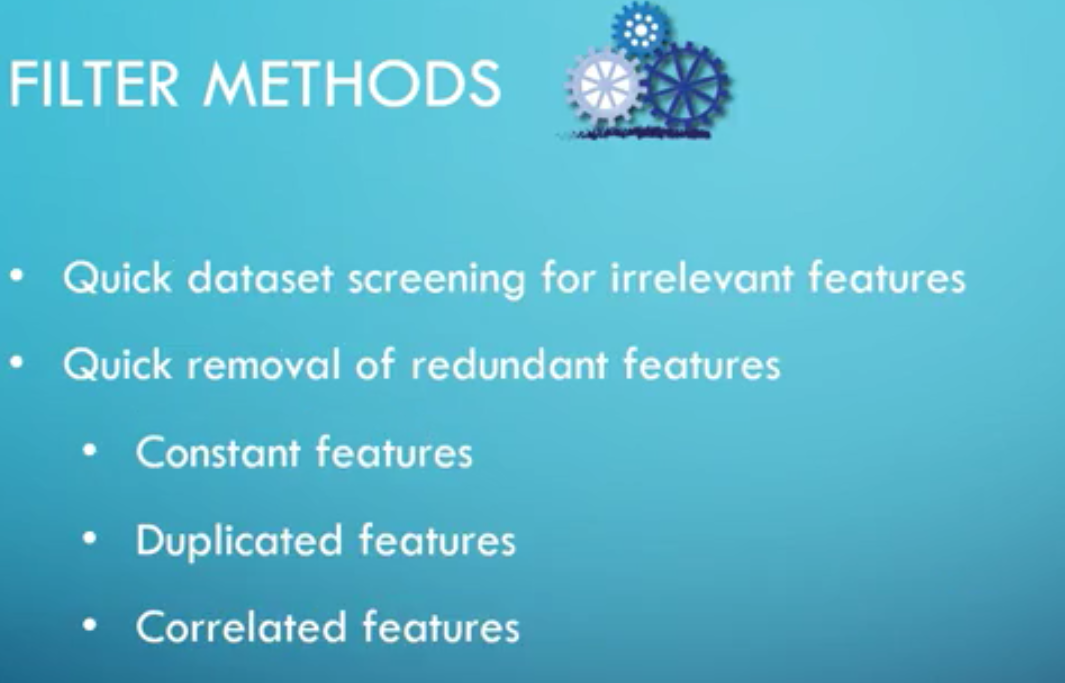 FILTER METHODS
• Quick dataset screening for irrelevant features
• Quick removal of redundant features
• Constant features
• Duplicated features
• Correlated features